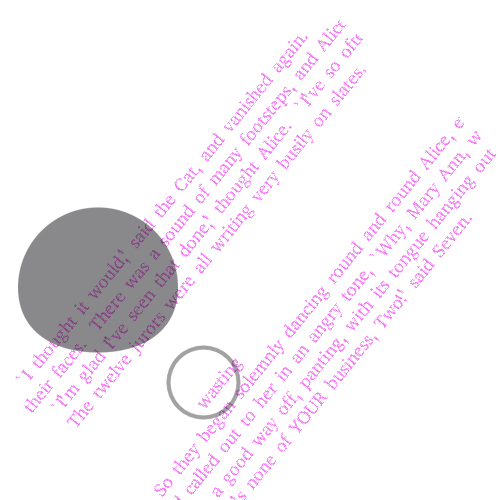 `I thought it would,' said the Cat, and vanished again.
their faces. There was a sound of many footsteps, and Alice
`I'm glad I've seen that done,' thought Alice. `I've so
The twelve jurors were all writing very busily on slates.
wasting
So they began solemnly dancing round and round Alice,
called out to her in an angry tone, `Why, Mary Ann,
a good way off, panting, with its tongue hanging out
none of YOUR business, Two!' said Seven.